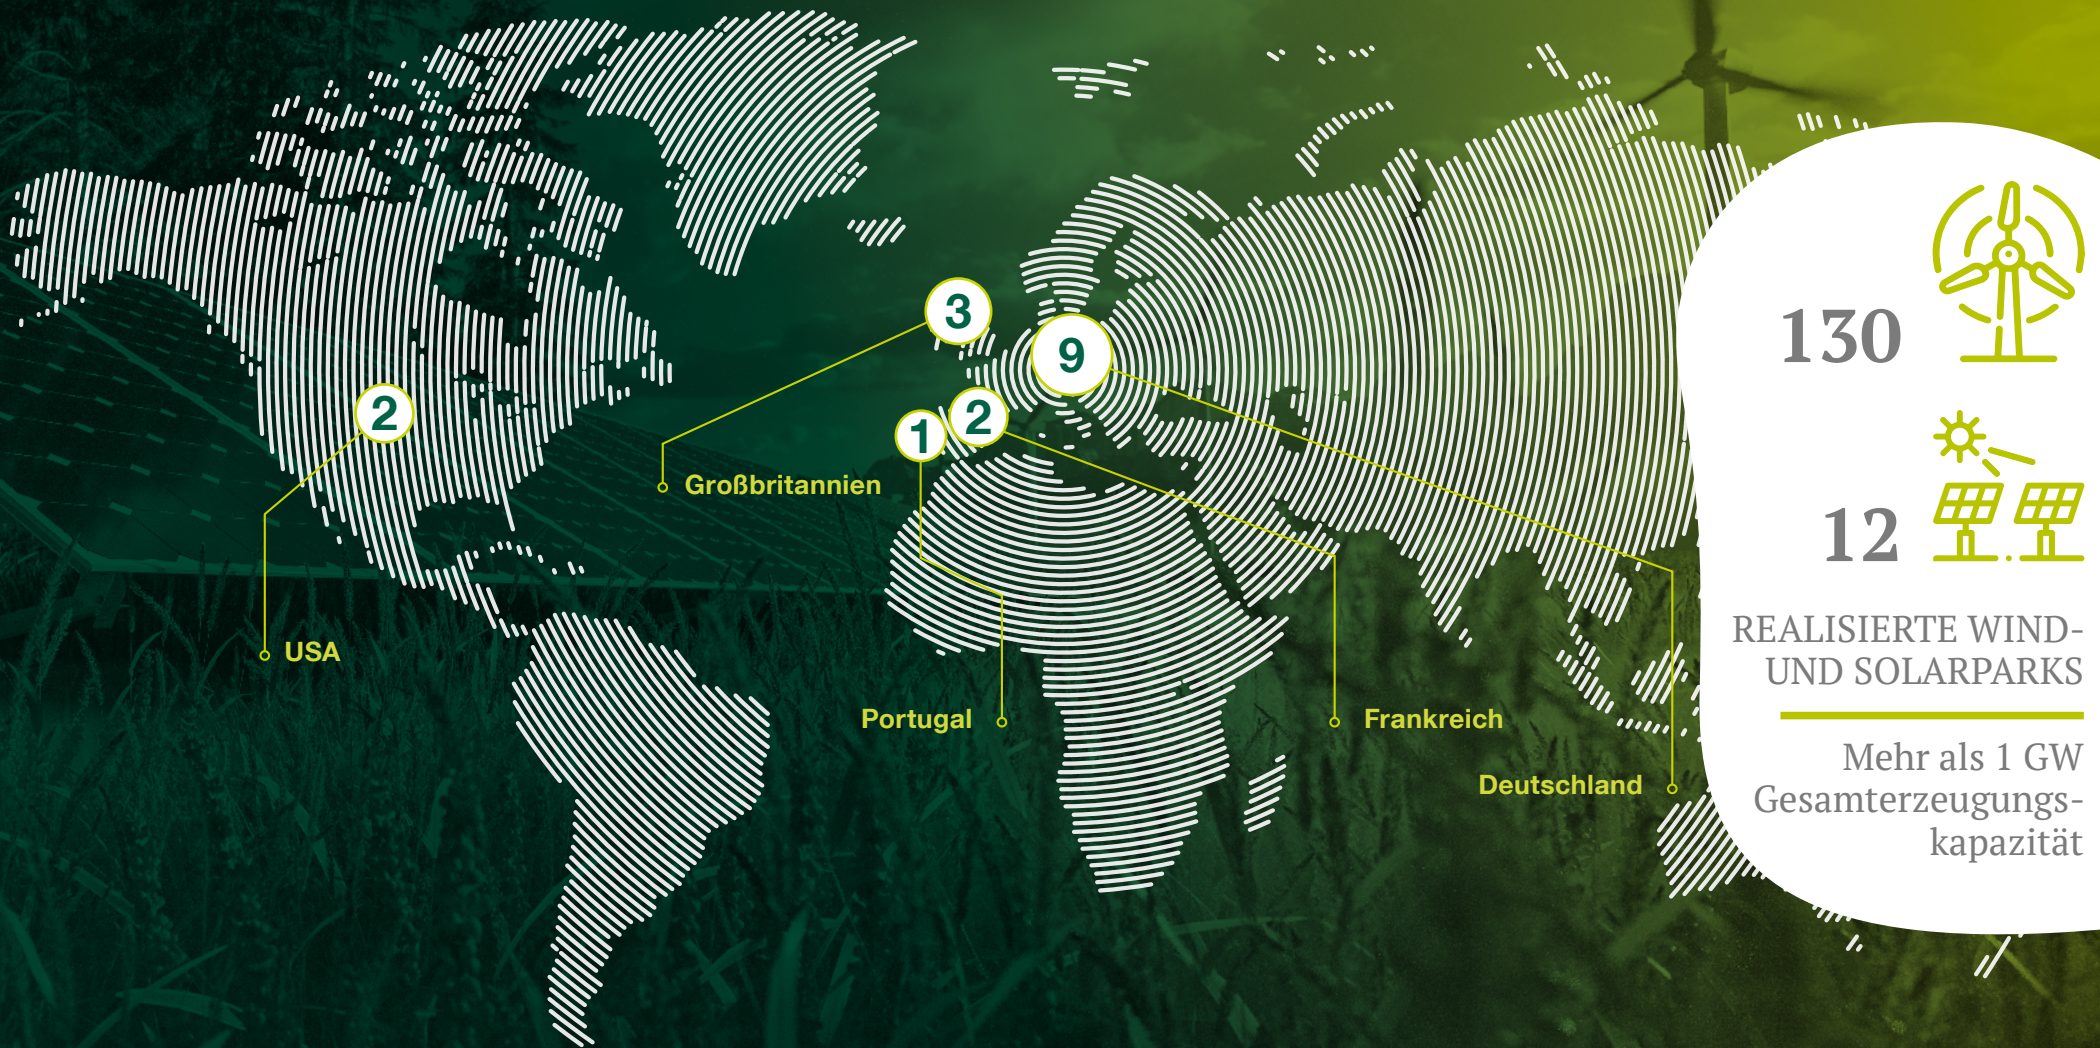 3
9
2
1
2
Großbritannien
USA
Portugal
Frankreich
Deutschland
130
12
REALISIERTE WIND-
UND SOLARPARKS
Mehr als 1 GW
Gesamterzeugungs-
kapazität